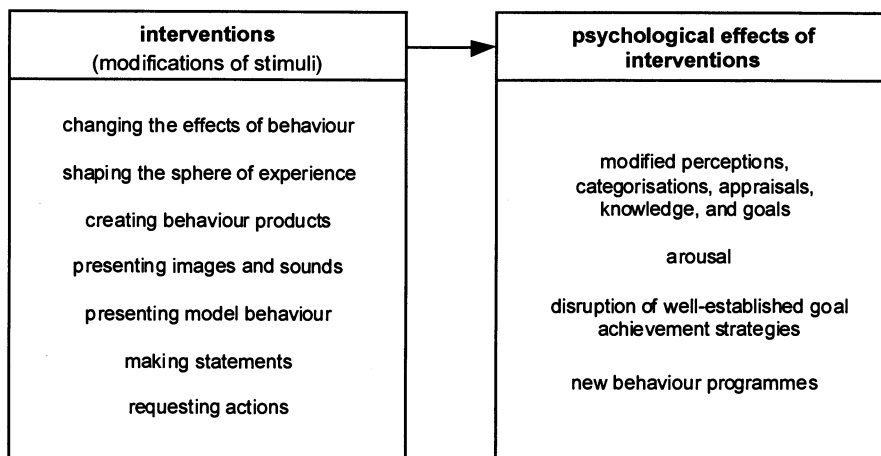 interventions
(modifications of stimuli)
changing the effects of behaviour
shaping the sphere of experience
creating behaviour products
presenting images and sounds
presenting model behaviour
making statements
requesting actions
psychological effects of
interventions
modified perceptions,
categorisations, appraisals,
knowledge, and goals
arousal
disruption of well-established goal
achievement strategies
new behaviour programmes